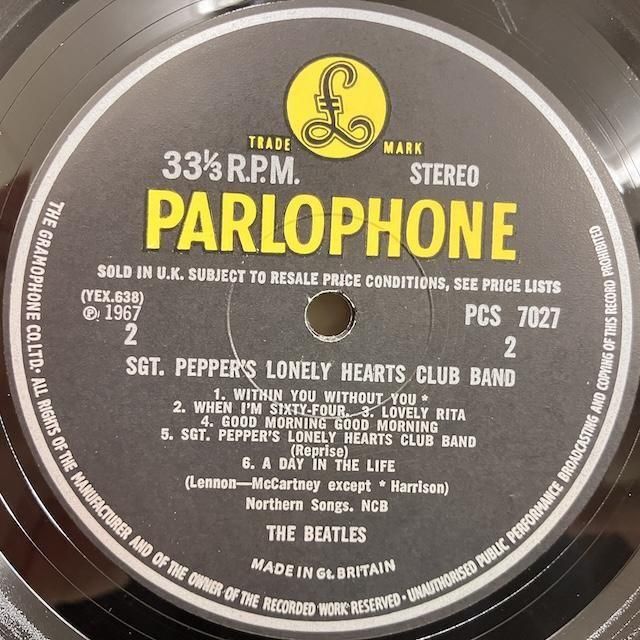 £
TRADE MARK
33⅓ R.P.M. STEREO
PARLOPHONE
SOLD IN U.K. SUBJECT TO RESALE PRICE CONDITIONS, SEE PRICE LISTS
(YEX.638)
Ⓟ 1967
2
PCS 7027
2
SGT. PEPPER'S LONELY HEARTS CLUB BAND
1. WITHIN YOU WITHOUT YOU *
2. WHEN I'M SIXTY-FOUR. 3. LOVELY RITA
4. GOOD MORNING GOOD MORNING
5. SGT. PEPPER'S LONELY HEARTS CLUB BAND
(Reprise)
6. A DAY IN THE LIFE
(Lennon—McCartney except * Harrison)
Northern Songs. NCB
THE BEATLES
MADE IN Gt. BRITAIN
THE GRAMOPHONE CO. LTD. · ALL RIGHTS OF THE MANUFACTURER AND OF THE OWNER OF THE RECORDED WORK RESERVED · UNAUTHORISED PUBLIC PERFORMANCE BROADCASTING AND COPYING OF THIS RECORD PROHIBITED